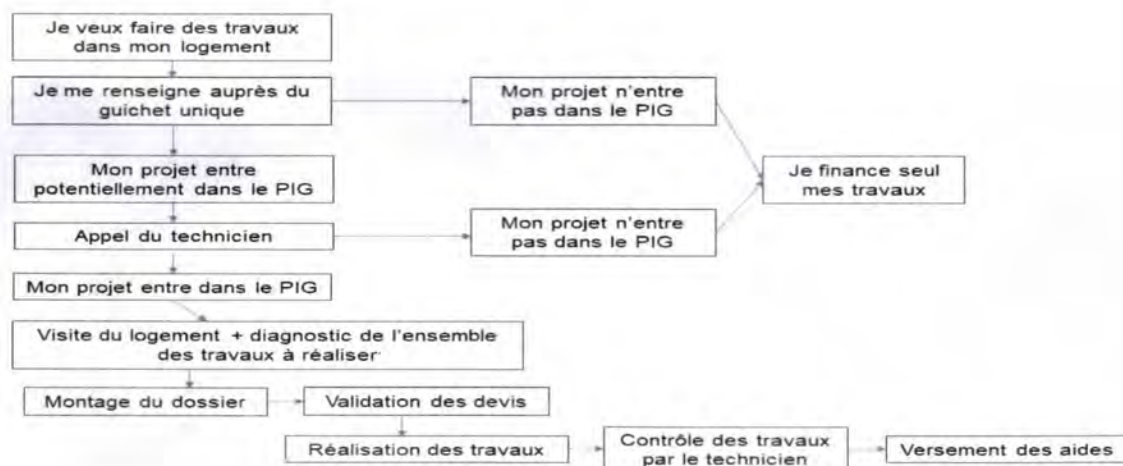 Je veux faire des travaux
dans mon logement
Je me renseigne auprès du
guichet unique
Mon projet n'entre
pas dans le PIG
Mon projet entre
potentiellement dans le PIG
Je finance seul
mes travaux
Appel du technicien
Mon projet n'entre
pas dans le PIG
Mon projet entre dans le PIG
Visite du logement + diagnostic de l'ensemble
des travaux à réaliser
Montage du dossier
Validation des devis
Réalisation des travaux
Contrôle des travaux
par le technicien
Versement des aides